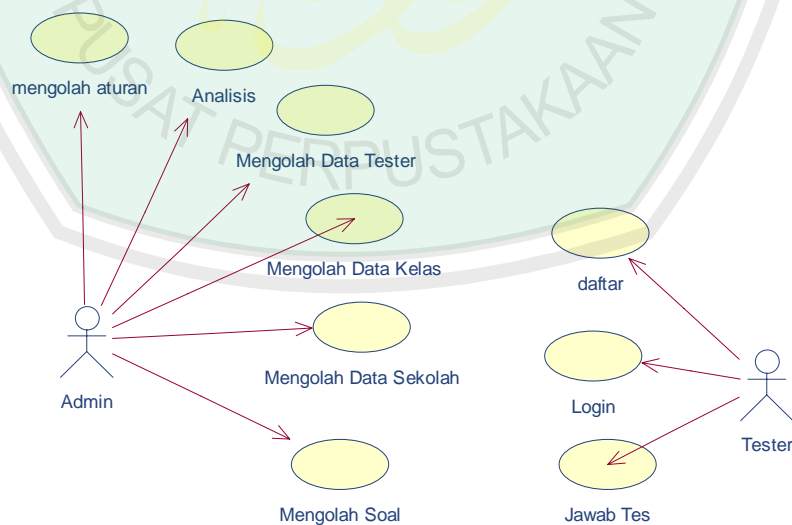 mengolah aturan
Analisis
Mengolah Data Tester
PUSAT PERPUSTAKAAN
Mengolah Data Kelas
daftar
Mengolah Data Sekolah
Admin
Login
Tester
Mengolah Soal
Jawab Tes